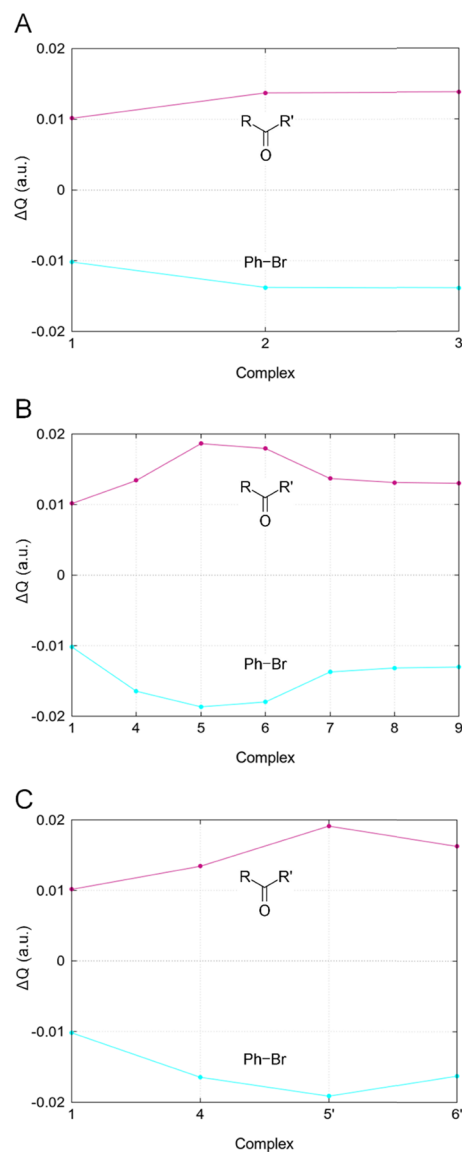 A
0.02
0.01
0
-0.01
-0.02
ΔQ (a.u.)
R R'
O
Ph–Br
1 2 3
Complex
B
0.02
0.01
0
-0.01
-0.02
ΔQ (a.u.)
R R'
O
Ph–Br
1 4 5 6 7 8 9
Complex
C
0.02
0.01
0
-0.01
-0.02
ΔQ (a.u.)
R R'
O
Ph–Br
1 4 5' 6'
Complex